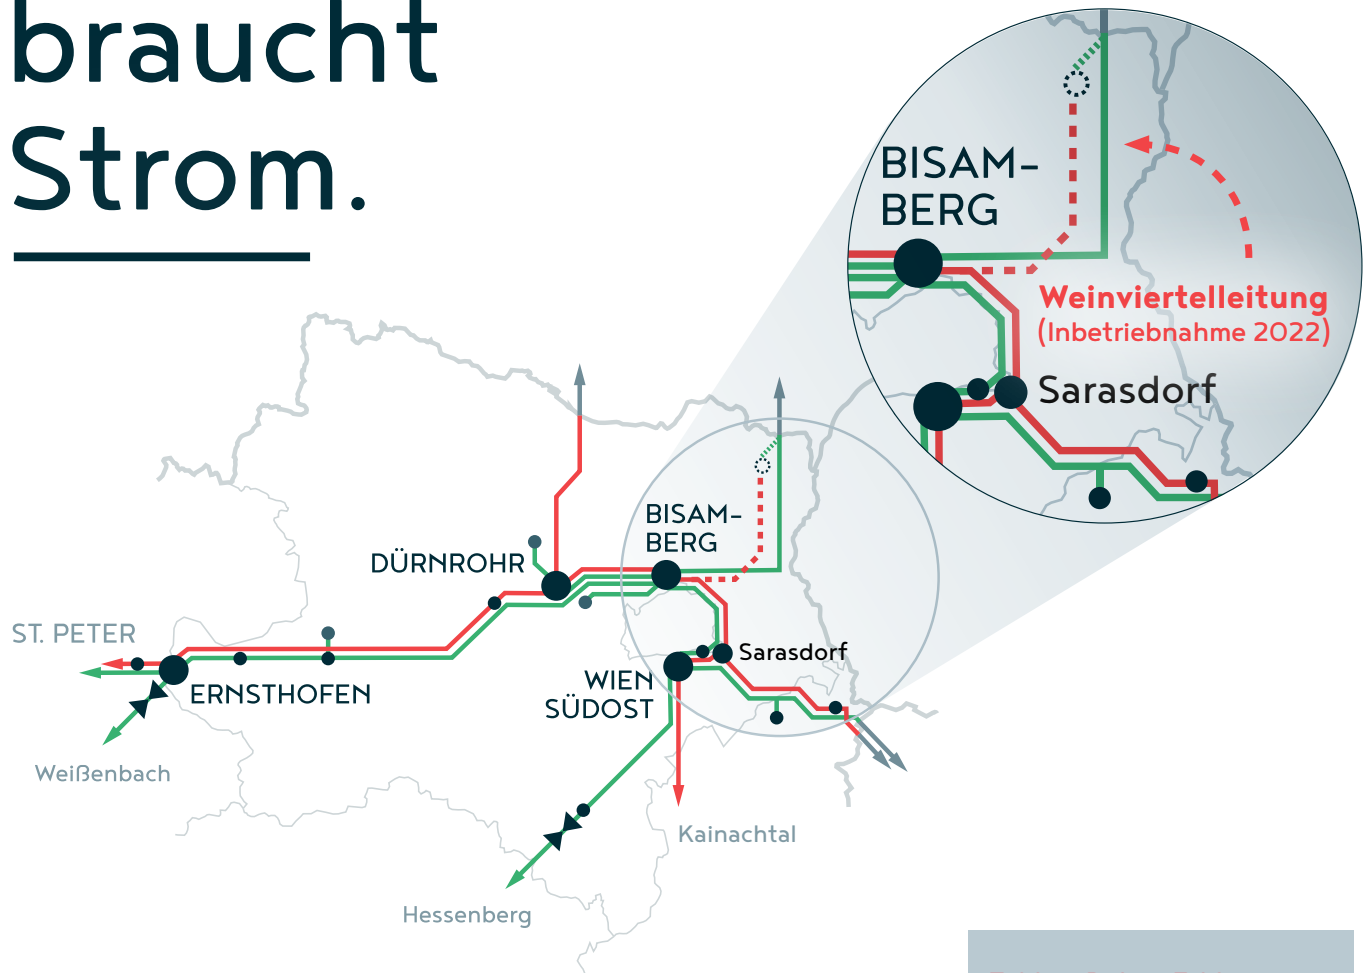 braucht
Strom.
BISAM-
BERG
Weinviertelleitung
(Inbetriebnahme 2022)
Sarasdorf
BISAM-
BERG
DÜRNROHR
ST. PETER
ERNSTHOFEN
Sarasdorf
WIEN
SÜDOST
Weißenbach
Kainachtal
Hessenberg